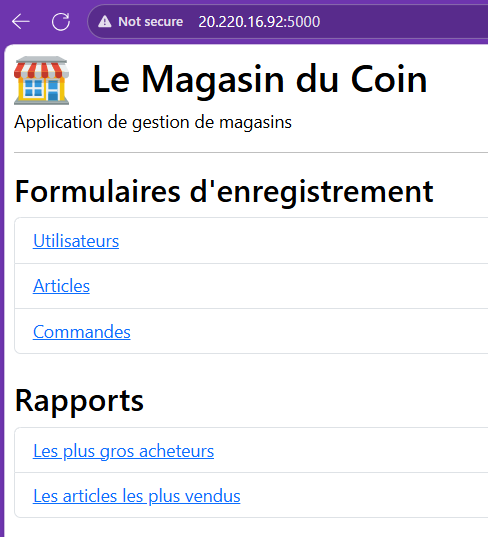 Not secure 20.220.16.92:5000
Le Magasin du Coin
Application de gestion de magasins
Formulaires d'enregistrement
Utilisateurs
Articles
Commandes
Rapports
Les plus gros acheteurs
Les articles les plus vendus